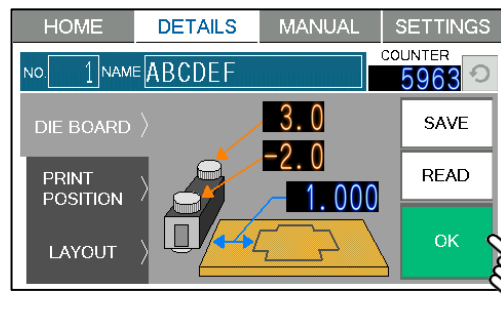 HOME DETAILS MANUAL SETTINGS
NO. 1 NAME ABCDEF COUNTER 5963
DIE BOARD 3.0 SAVE
-2.0
PRINT POSITION 1.000 READ
LAYOUT OK